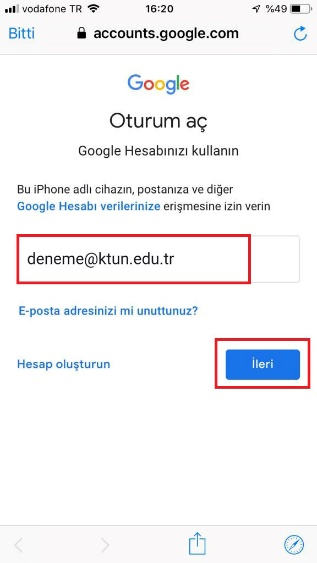 vodafone TR 16:20 %49
Bitti accounts.google.com
Google
Oturum aç
Google Hesabınızı kullanın
Bu iPhone adlı cihazın, postanıza ve diğer
Google Hesabı verilerinize erişmesine izin verin
deneme@ktun.edu.tr
E-posta adresinizi mi unuttunuz?
Hesap oluşturun
İleri